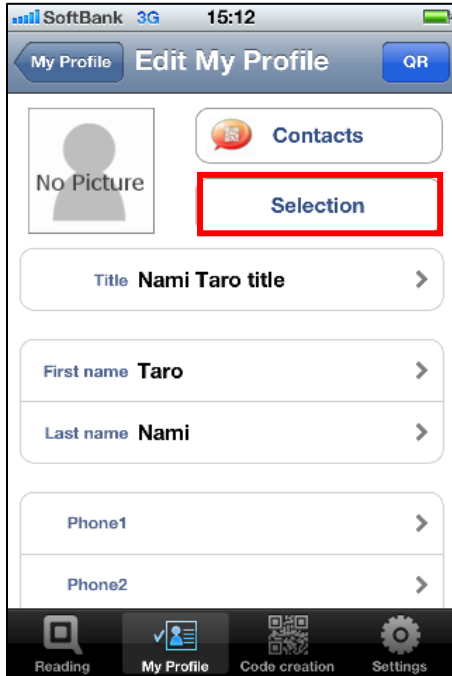 SoftBank 3G 15:12
My Profile Edit My Profile QR
No Picture
Contacts
Selection
Title Nami Taro title
First name Taro
Last name Nami
Phone1
Phone2
Reading My Profile Code creation Settings